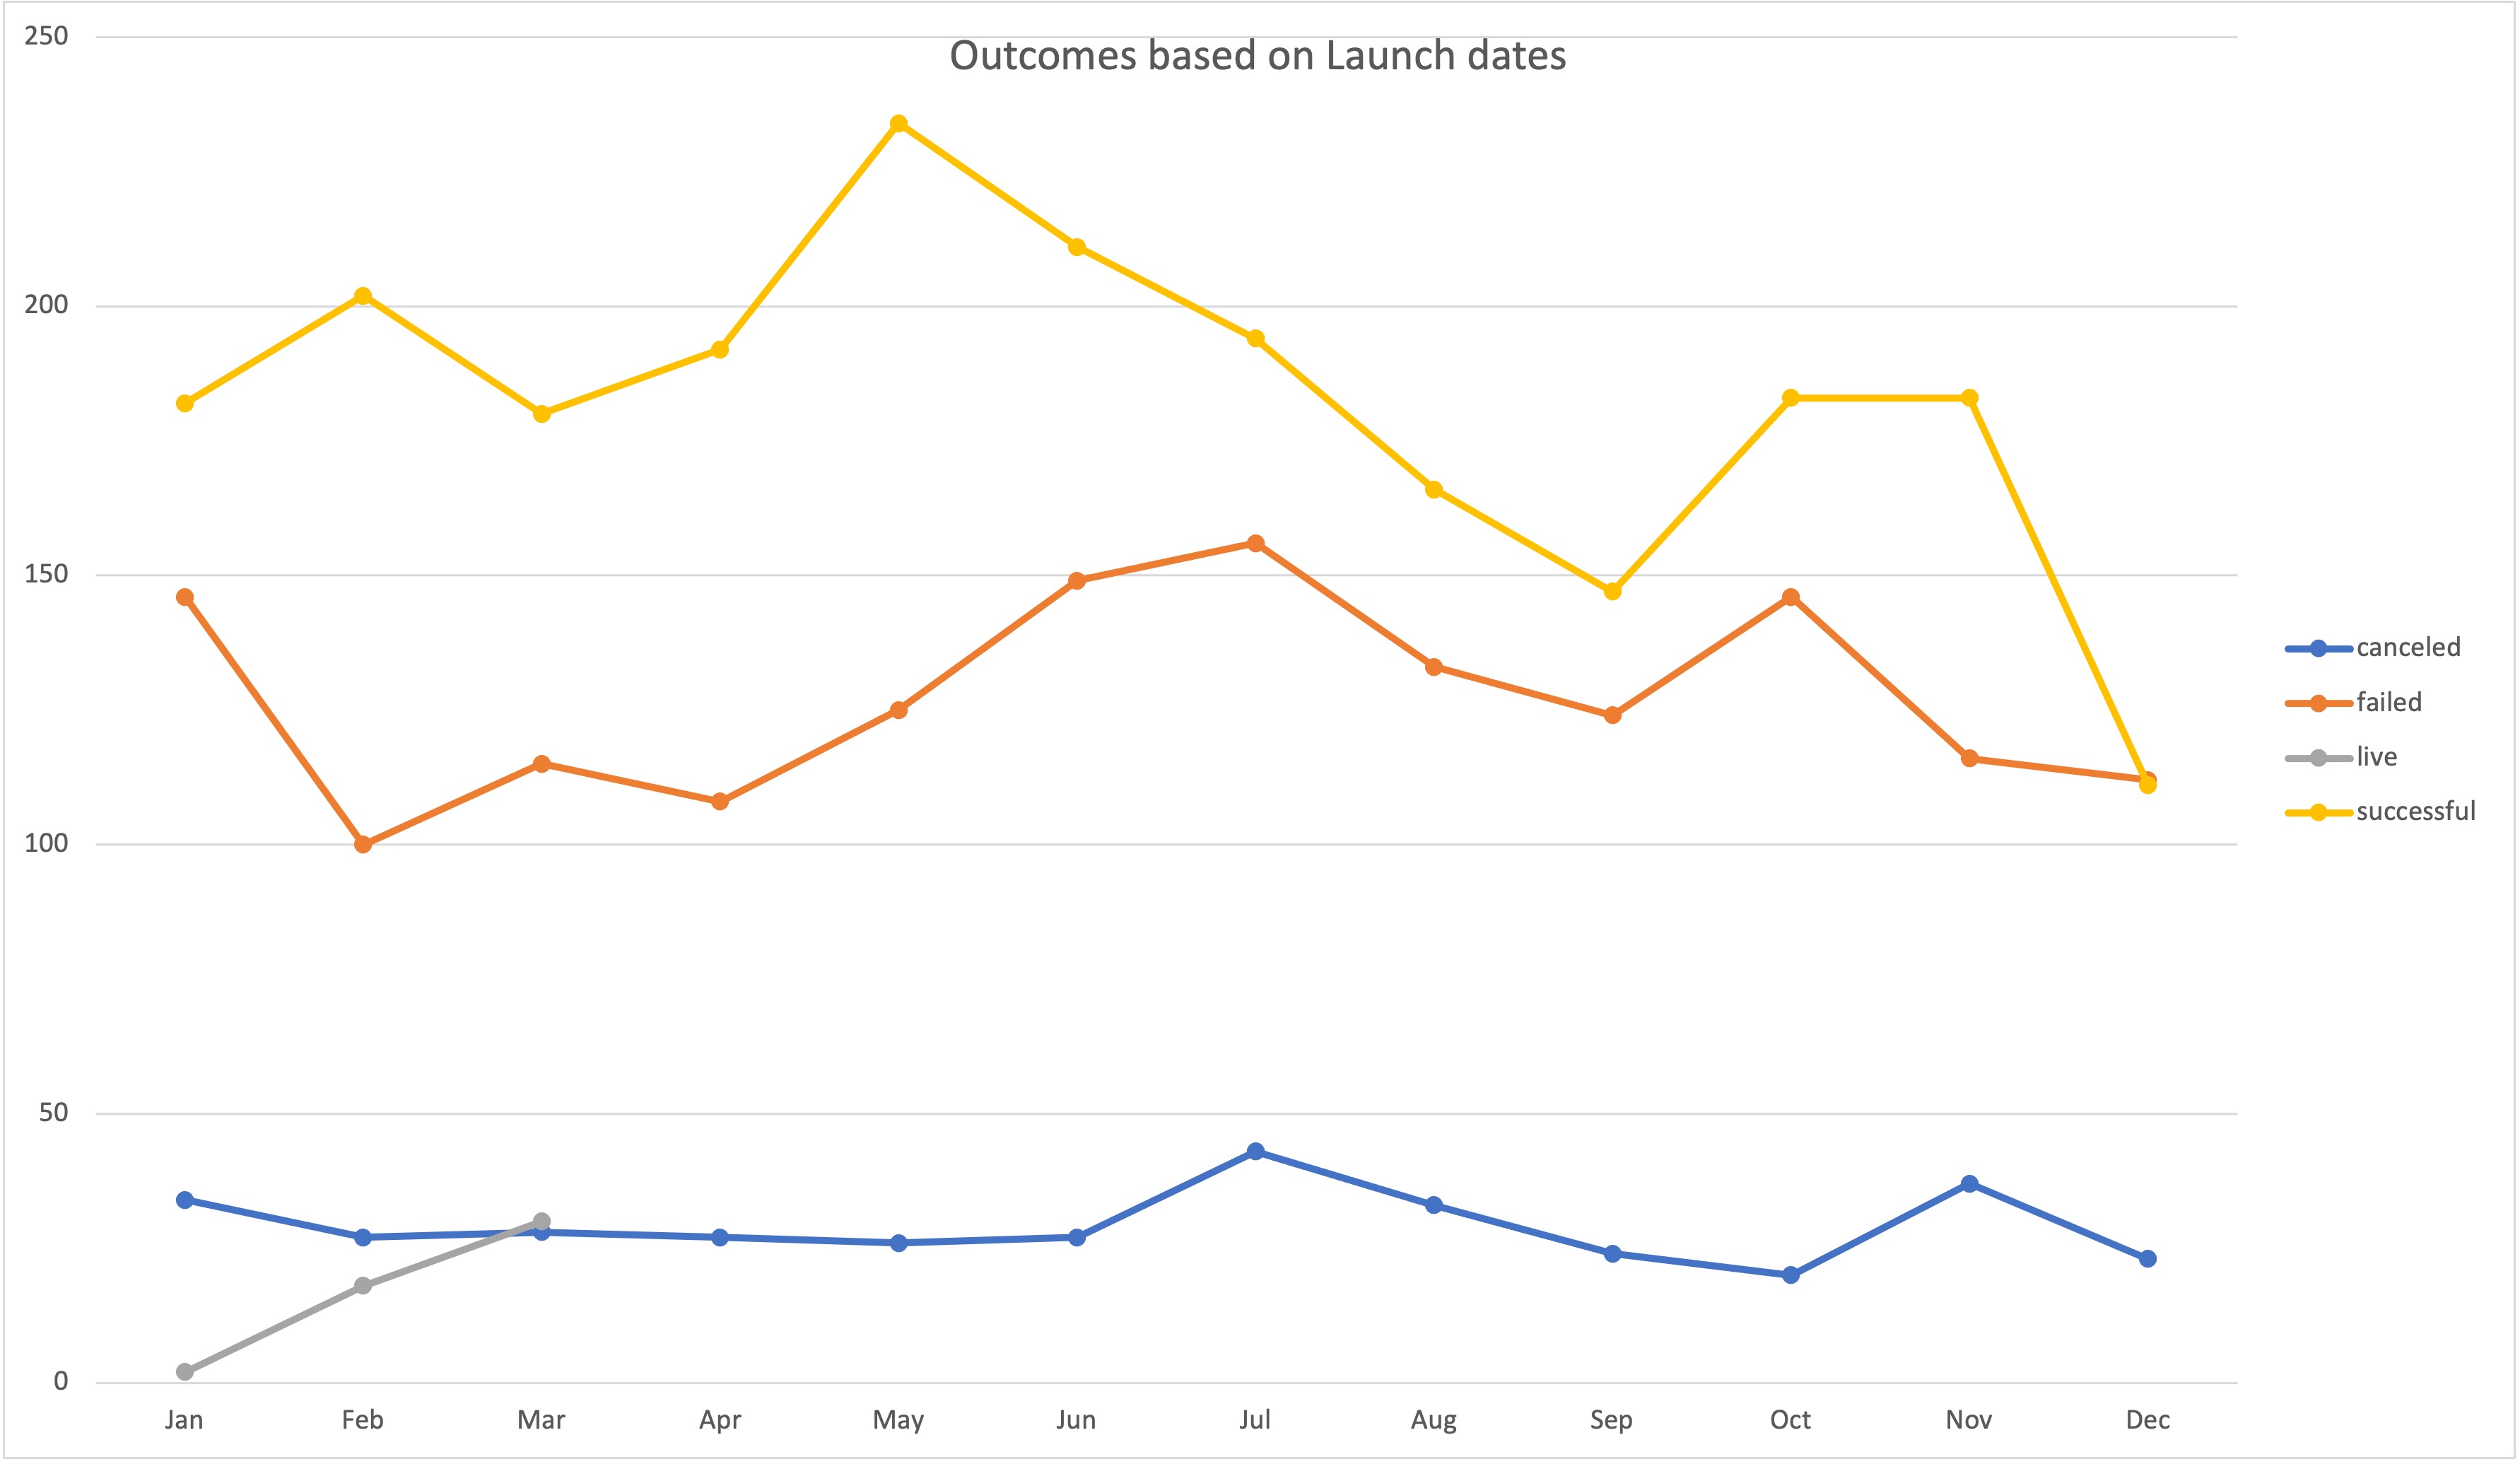 Outcomes based on Launch dates
250
200
150
100
50
0
Jan Feb Mar Apr May Jun Jul Aug Sep Oct Nov Dec
canceled
failed
live
successful